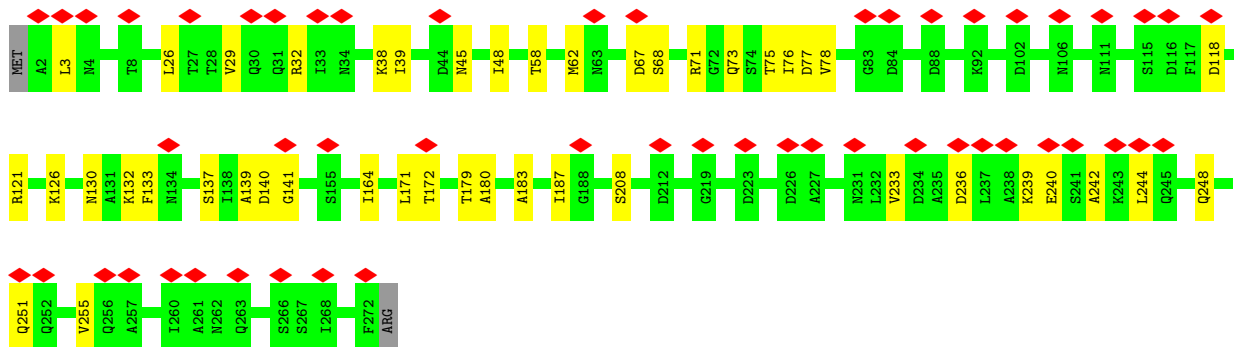 MET A2 L3 N4 T8 L26 T27 T28 V29 Q30 Q31 R32 I33 N34 K38 I39 D44 N45 I48 T58 M62 N63 D67 S68 R71 G72 Q73 S74 T75 I76 D77 V78 G83 D84 D88 K92 D102 N106 N111 S115 D116 F117 D118
R121 K126 N130 A131 K132 F133 N134 S137 I138 A139 D140 G141 S155 I164 L171 T172 T179 A180 A183 I187 G188 S208 D212 G219 D223 D226 A227 N231 L232 V233 D234 A235 D236 L237 A238 K239 E240 S241 A242 K243 L244 Q245 Q248
Q251 Q252 V255 Q256 A257 I260 A261 N262 Q263 S266 S267 I268 F272 ARG